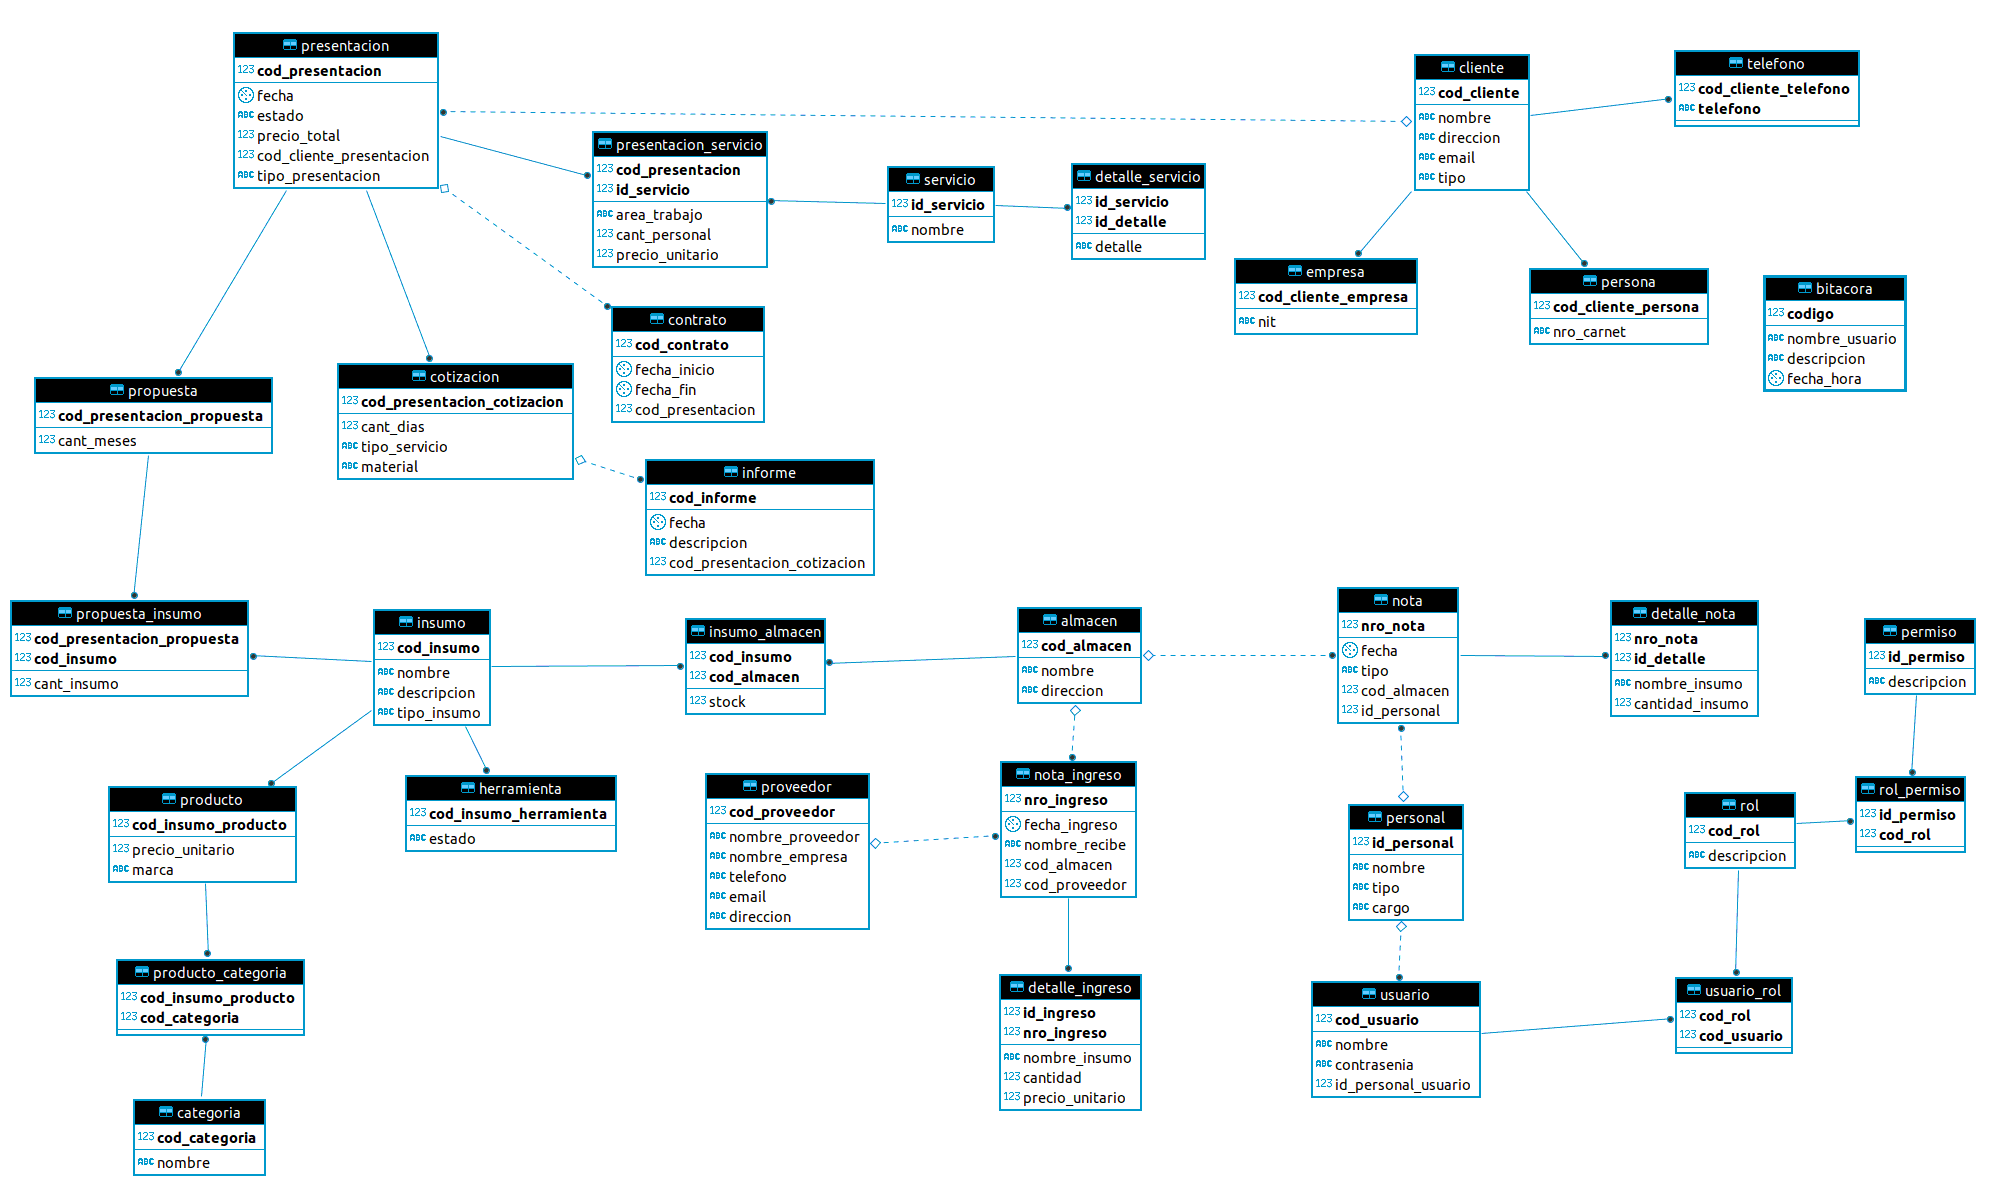 presentacion
123 cod_presentacion
fecha
ABC estado
123 precio_total
123 cod_cliente_presentacion
ABC tipo_presentacion
cliente
123 cod_cliente
ABC nombre
ABC direccion
ABC email
ABC tipo
telefono
123 cod_cliente_telefono
ABC telefono
presentacion_servicio
123 cod_presentacion
123 id_servicio
ABC area_trabajo
123 cant_personal
123 precio_unitario
servicio
123 id_servicio
ABC nombre
detalle_servicio
123 id_servicio
123 id_detalle
ABC detalle
empresa
123 cod_cliente_empresa
ABC nit
persona
123 cod_cliente_persona
ABC nro_carnet
bitacora
123 codigo
ABC nombre_usuario
ABC descripcion
fecha_hora
contrato
123 cod_contrato
fecha_inicio
fecha_fin
123 cod_presentacion
propuesta
123 cod_presentacion_propuesta
123 cant_meses
cotizacion
123 cod_presentacion_cotizacion
123 cant_dias
ABC tipo_servicio
ABC material
informe
123 cod_informe
fecha
ABC descripcion
123 cod_presentacion_cotizacion
propuesta_insumo
123 cod_presentacion_propuesta
123 cod_insumo
123 cant_insumo
insumo
123 cod_insumo
ABC nombre
ABC descripcion
ABC tipo_insumo
insumo_almacen
123 cod_insumo
123 cod_almacen
123 stock
almacen
123 cod_almacen
ABC nombre
ABC direccion
nota
123 nro_nota
fecha
ABC tipo
123 cod_almacen
123 id_personal
detalle_nota
123 nro_nota
123 id_detalle
ABC nombre_insumo
123 cantidad_insumo
permiso
123 id_permiso
ABC descripcion
producto
123 cod_insumo_producto
123 precio_unitario
ABC marca
herramienta
123 cod_insumo_herramienta
ABC estado
proveedor
123 cod_proveedor
ABC nombre_proveedor
ABC nombre_empresa
ABC telefono
ABC email
ABC direccion
nota_ingreso
123 nro_ingreso
fecha_ingreso
ABC nombre_recibe
123 cod_almacen
123 cod_proveedor
personal
123 id_personal
ABC nombre
ABC tipo
ABC cargo
rol
123 cod_rol
ABC descripcion
rol_permiso
123 id_permiso
123 cod_rol
producto_categoria
123 cod_insumo_producto
123 cod_categoria
detalle_ingreso
123 id_ingreso
123 nro_ingreso
ABC nombre_insumo
123 cantidad
123 precio_unitario
usuario
123 cod_usuario
ABC nombre
ABC contrasenia
123 id_personal_usuario
usuario_rol
123 cod_rol
123 cod_usuario
categoria
123 cod_categoria
ABC nombre